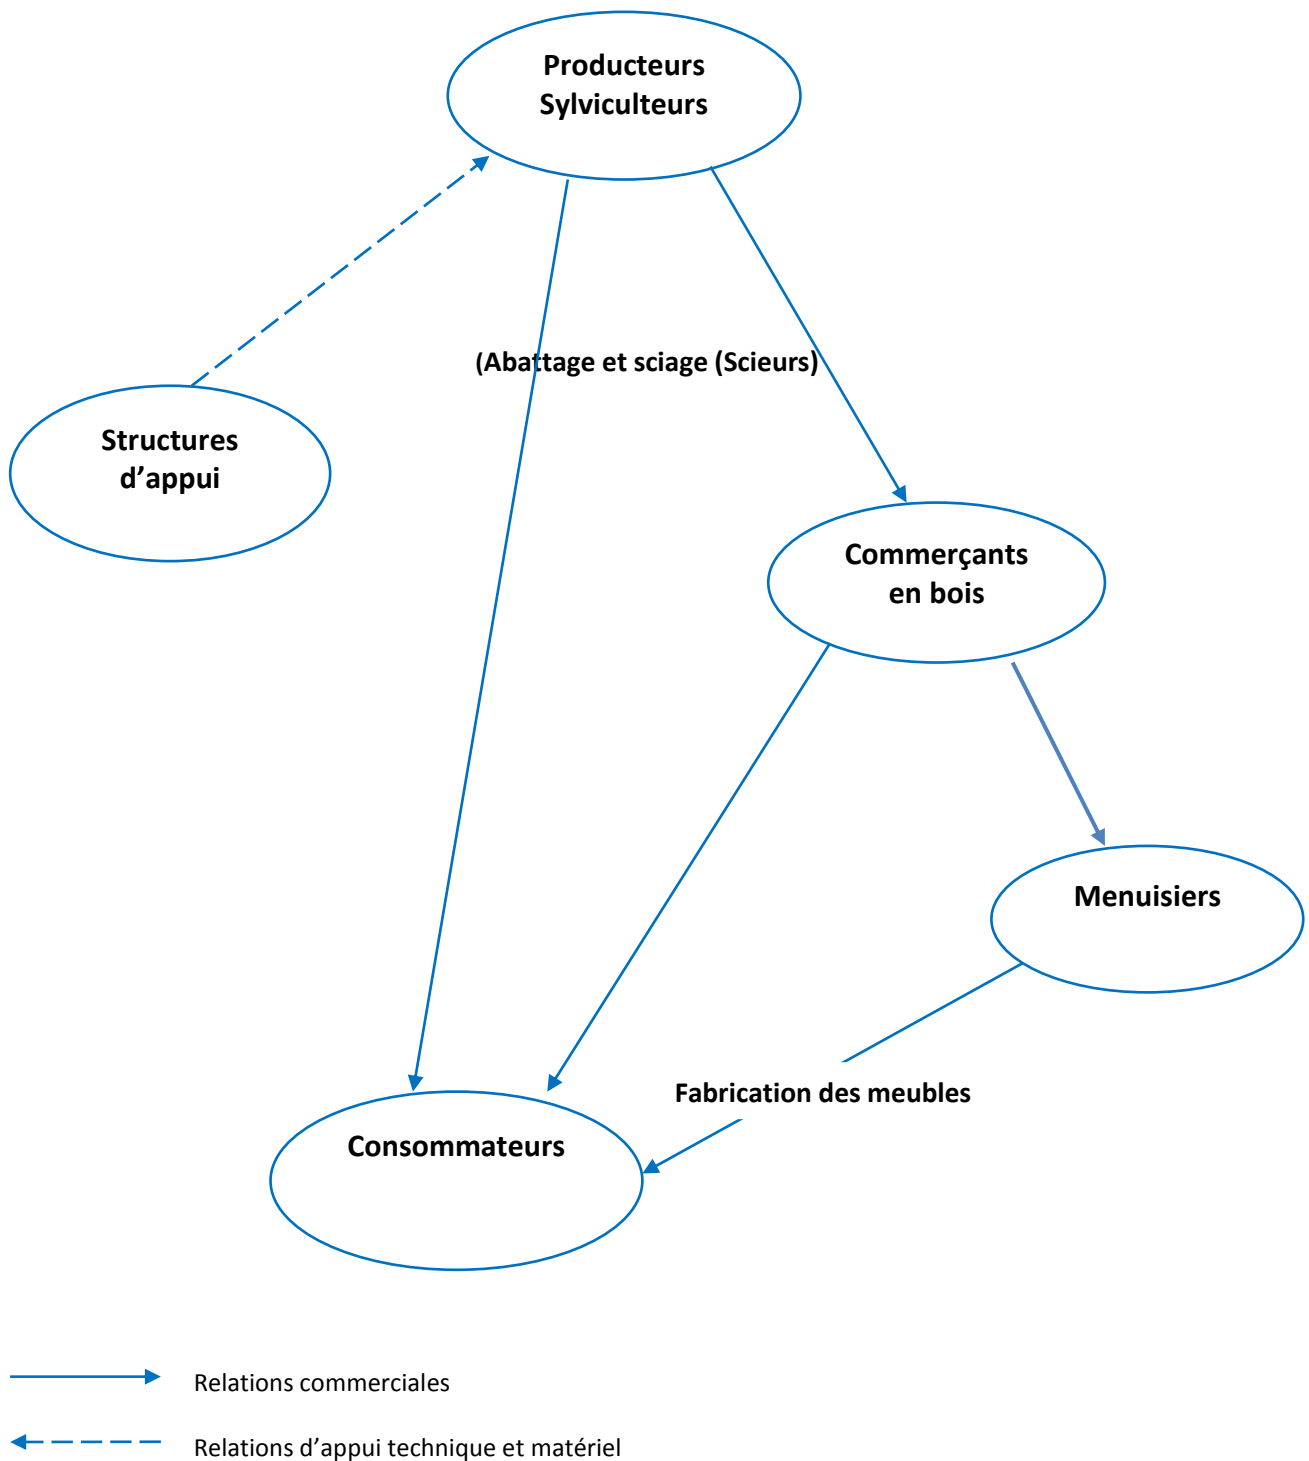 Producteurs
Sylviculteurs
(Abattage et sciage (Scieurs)
Structures
d’appui
Commerçants
en bois
Menuisiers
Fabrication des meubles
Consommateurs
Relations commerciales
Relations d’appui technique et matériel